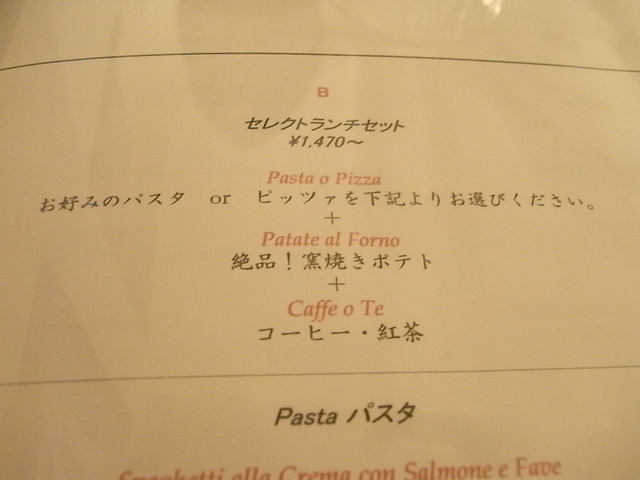 B
セレクトランチセット
¥1,470〜
Pasta o Pizza
お好みのパスタ or ピッツァを下記よりお選びください。
+
Patate al Forno
絶品！窯焼きポテト
+
Caffe o Te
コーヒー・紅茶
Pasta パスタ
Spaghetti alla Crema con Salmone e Fave